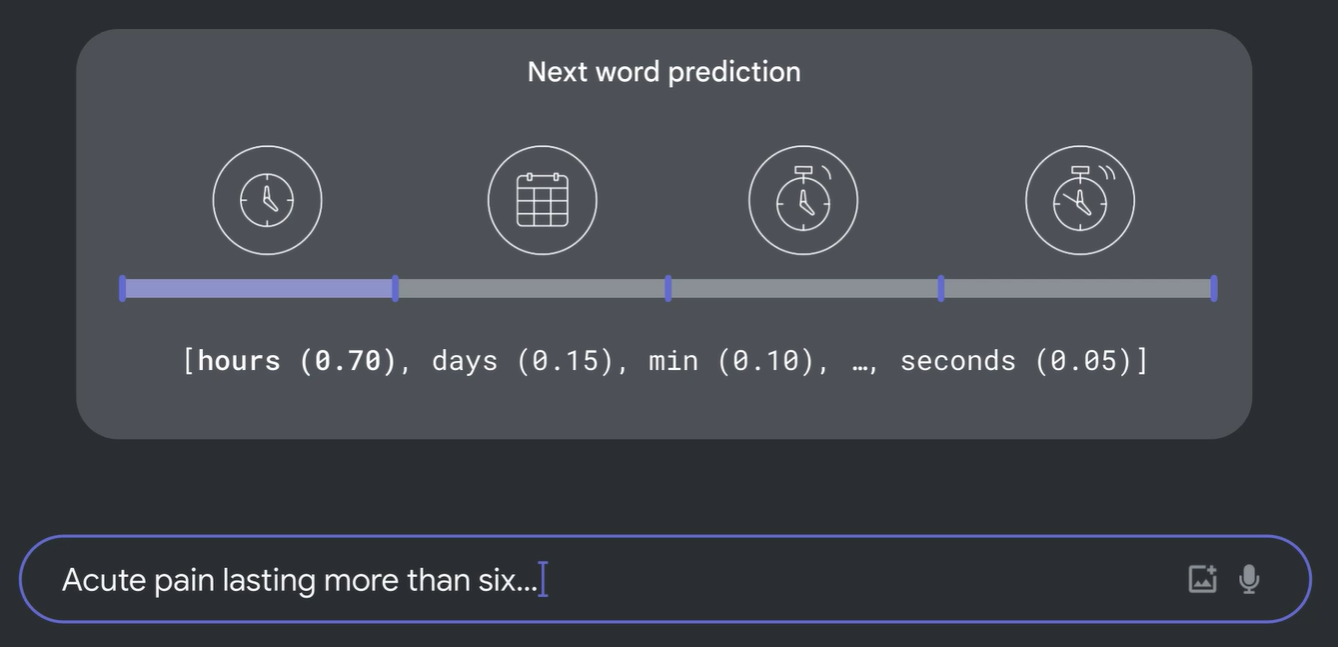 Next word prediction
[hours (0.70), days (0.15), min (0.10), …, seconds (0.05)]
Acute pain lasting more than six...